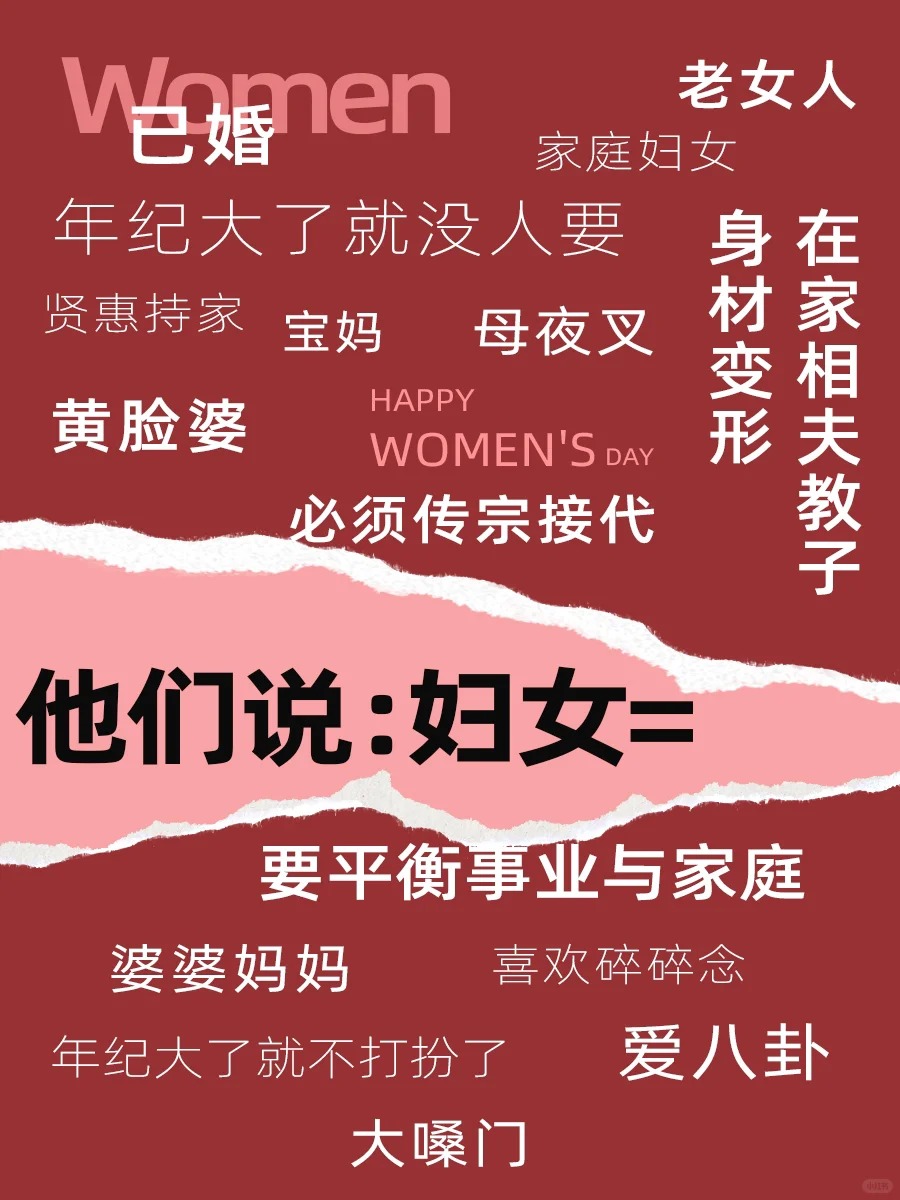 Women
已婚
老女人
家庭妇女
年纪大了就没人要
在家相夫教子
身材变形
贤惠持家
宝妈
母夜叉
黄脸婆
HAPPY
WOMEN'S DAY
必须传宗接代
他们说:妇女=
要平衡事业与家庭
婆婆妈妈
喜欢碎碎念
年纪大了就不打扮了
爱八卦
大嗓门
小红书